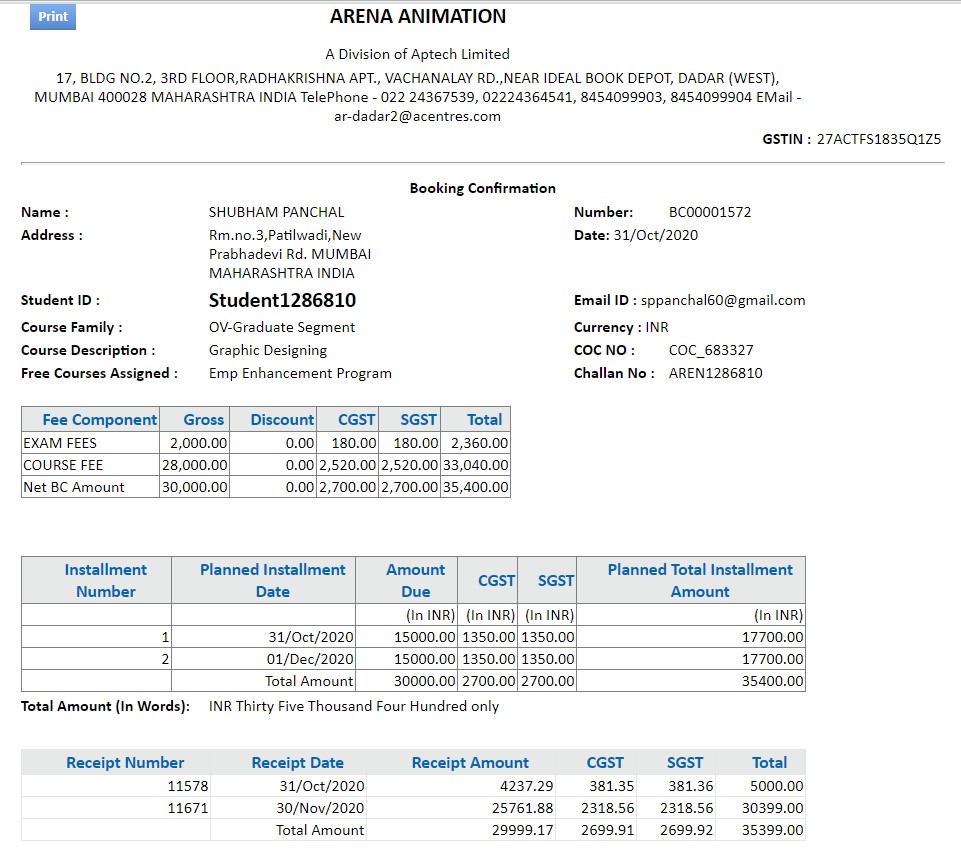 Print
ARENA ANIMATION
A Division of Aptech Limited
17, BLDG NO.2, 3RD FLOOR,RADHAKRISHNA APT., VACHANALAY RD.,NEAR IDEAL BOOK DEPOT, DADAR (WEST),
MUMBAI 400028 MAHARASHTRA INDIA TelePhone - 022 24367539, 02224364541, 8454099903, 8454099904 EMail -
ar-dadar2@acentres.com
GSTIN : 27ACTFS1835Q1Z5
Booking Confirmation
Name : SHUBHAM PANCHAL Number: BC00001572
Address : Rm.no.3,Patilwadi,New Date: 31/Oct/2020
Prabhadevi Rd. MUMBAI
MAHARASHTRA INDIA
Student ID : Student1286810 Email ID : sppanchal60@gmail.com
Course Family : OV-Graduate Segment Currency : INR
Course Description : Graphic Designing COC NO : COC_683327
Free Courses Assigned : Emp Enhancement Program Challan No : AREN1286810
Fee Component Gross Discount CGST SGST Total
EXAM FEES 2,000.00 0.00 180.00 180.00 2,360.00
COURSE FEE 28,000.00 0.00 2,520.00 2,520.00 33,040.00
Net BC Amount 30,000.00 0.00 2,700.00 2,700.00 35,400.00
Installment Planned Installment Amount CGST SGST Planned Total Installment
Number Date Due Amount
(In INR) (In INR) (In INR) (In INR)
1 31/Oct/2020 15000.00 1350.00 1350.00 17700.00
2 01/Dec/2020 15000.00 1350.00 1350.00 17700.00
Total Amount 30000.00 2700.00 2700.00 35400.00
Total Amount (In Words): INR Thirty Five Thousand Four Hundred only
Receipt Number Receipt Date Receipt Amount CGST SGST Total
11578 31/Oct/2020 4237.29 381.35 381.36 5000.00
11671 30/Nov/2020 25761.88 2318.56 2318.56 30399.00
Total Amount 29999.17 2699.91 2699.92 35399.00